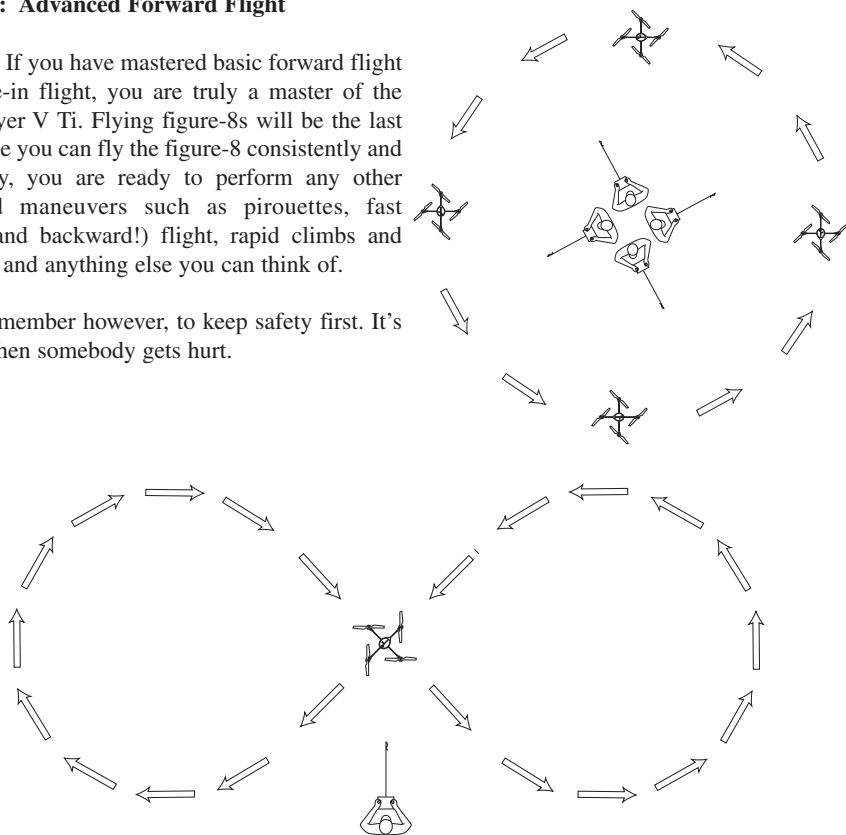 : Advanced Forward Flight
If you have mastered basic forward flight
-in flight, you are truly a master of the
V Ti. Flying figure-8s will be the last
you can fly the figure-8 consistently and
you are ready to perform any other
maneuvers such as pirouettes, fast
and backward!) flight, rapid climbs and
and anything else you can think of.
however, to keep safety first. It's
somebody gets hurt.